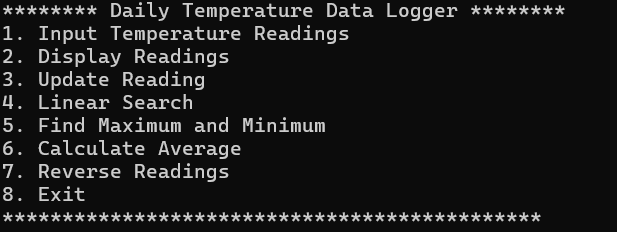 ******** Daily Temperature Data Logger ********
1. Input Temperature Readings
2. Display Readings
3. Update Reading
4. Linear Search
5. Find Maximum and Minimum
6. Calculate Average
7. Reverse Readings
8. Exit
*********************************************